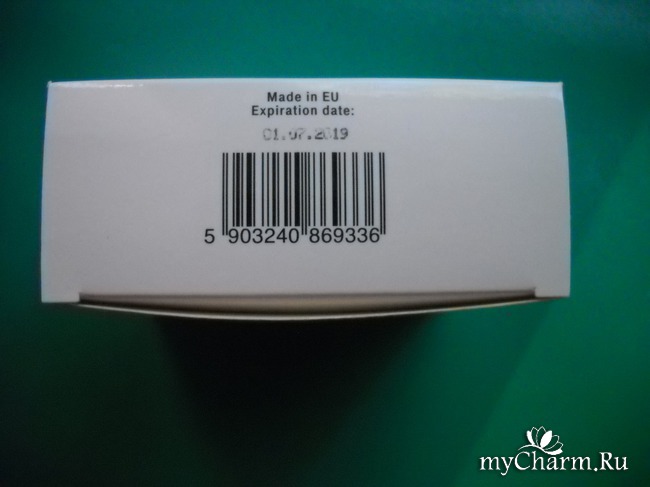 Made in EU
Expiration date:
01.07.2019
5 903240 869336
myCharm.Ru